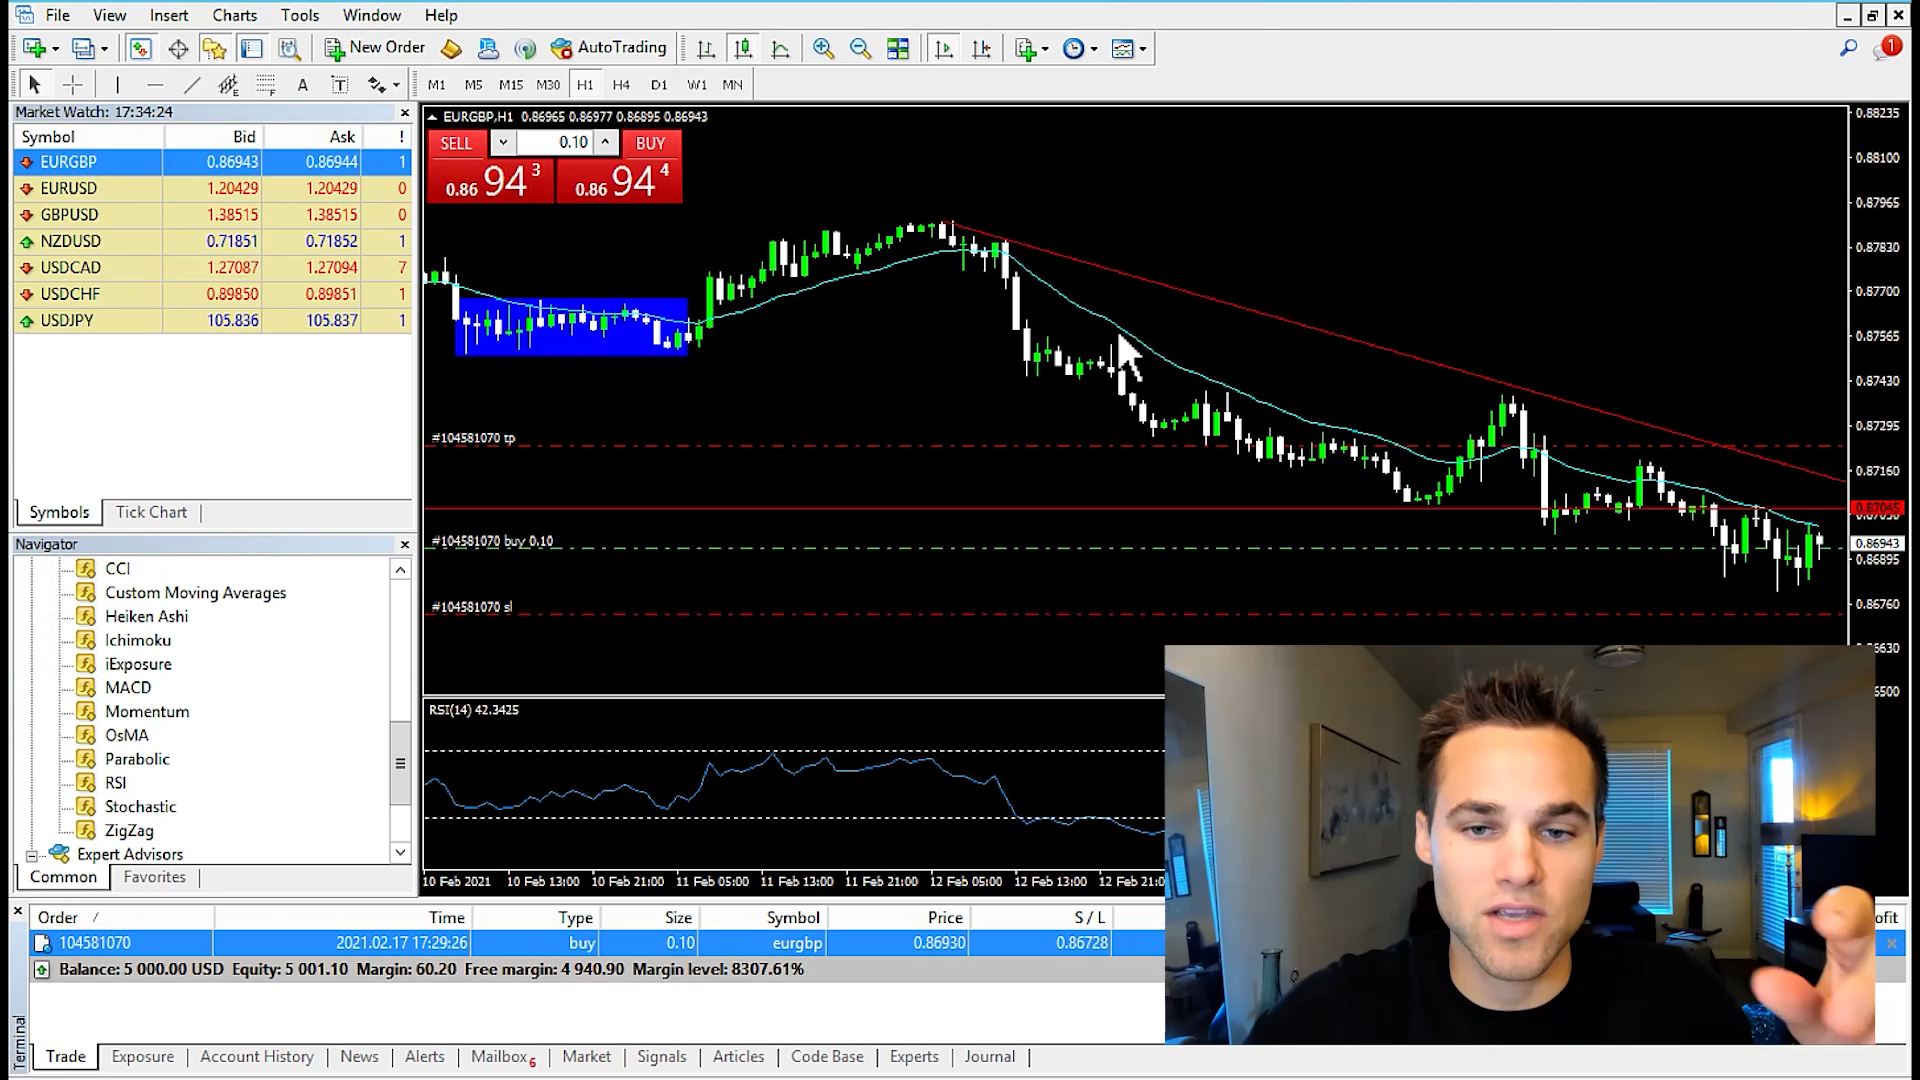 File View Insert Charts Tools Window Help
New Order AutoTrading 1
A T M1 M5 M15 M30 H1 H4 D1 W1 MN
Market Watch: 17:34:24
Symbol Bid Ask !
EURGBP 0.86943 0.86944 1
EURUSD 1.20429 1.20429 0
GBPUSD 1.38515 1.38515 0
NZDUSD 0.71851 0.71852 1
USDCAD 1.27087 1.27094 7
USDCHF 0.89850 0.89851 1
USDJPY 105.836 105.837 1
Symbols Tick Chart
Navigator
CCI
Custom Moving Averages
Heiken Ashi
Ichimoku
iExposure
MACD
Momentum
OsMA
Parabolic
RSI
Stochastic
ZigZag
Expert Advisors
Common Favorites
EURGBP,H1 0.86965 0.86977 0.86895 0.86943
SELL 0.10 BUY
0.86 94 3 0.86 94 4
#104581070 tp
#104581070 buy 0.10
#104581070 sl
0.88235
0.88100
0.87965
0.87830
0.87700
0.87565
0.87430
0.87295
0.87160
0.87045
0.86943
0.86895
0.86760
RSI(14) 42.3425
10 Feb 2021 10 Feb 13:00 10 Feb 21:00 11 Feb 05:00 11 Feb 13:00 11 Feb 21:00 12 Feb 05:00 12 Feb 13:00 12 Feb 21:0
Order / Time Type Size Symbol Price S / L ofit
104581070 2021.02.17 17:29:26 buy 0.10 eurgbp 0.86930 0.86728
Balance: 5 000.00 USD Equity: 5 001.10 Margin: 60.20 Free margin: 4 940.90 Margin level: 8307.61%
Terminal
Trade Exposure Account History News Alerts Mailbox 6 Market Signals Articles Code Base Experts Journal